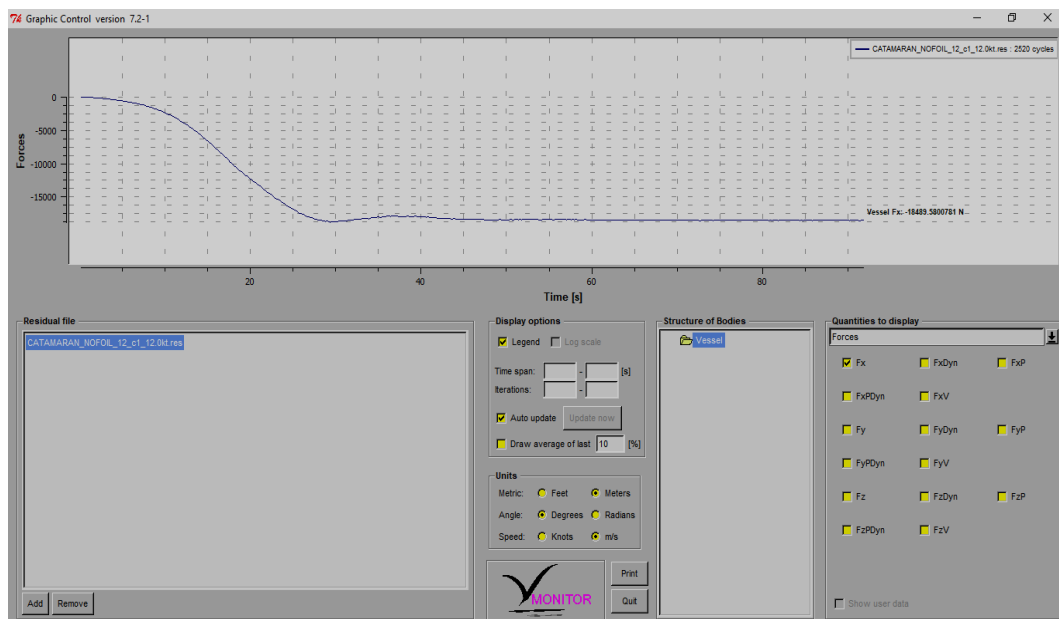 Graphic Control version 7.2-1
CATAMARAN_NOFOIL_12_c1_12.0kt.res : 2520 cycles
Forces
0
-5000
-10000
-15000
Vessel Fx: -18489.5800781 N
20 40 60 80
Time [s]
Residual file
CATAMARAN_NOFOIL_12_c1_12.0kt.res
Add Remove
Display options
Legend Log scale
Time span: - [s]
Iterations: -
Auto update Update now
Draw average of last 10 [%]
Units
Metric: Feet Meters
Angle: Degrees Radians
Speed: Knots m/s
MONITOR
Print
Quit
Structure of Bodies
Vessel
Quantities to display
Forces
Fx FxDyn FxP
FxPDyn FxV
Fy FyDyn FyP
FyPDyn FyV
Fz FzDyn FzP
FzPDyn FzV
Show user data